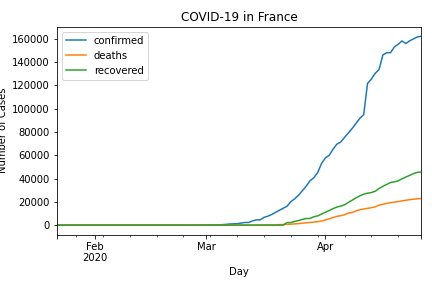 COVID-19 in France
confirmed
deaths
recovered
160000
140000
120000
100000
80000
60000
40000
20000
0
Number of Cases
Feb
2020
Mar
Apr
Day